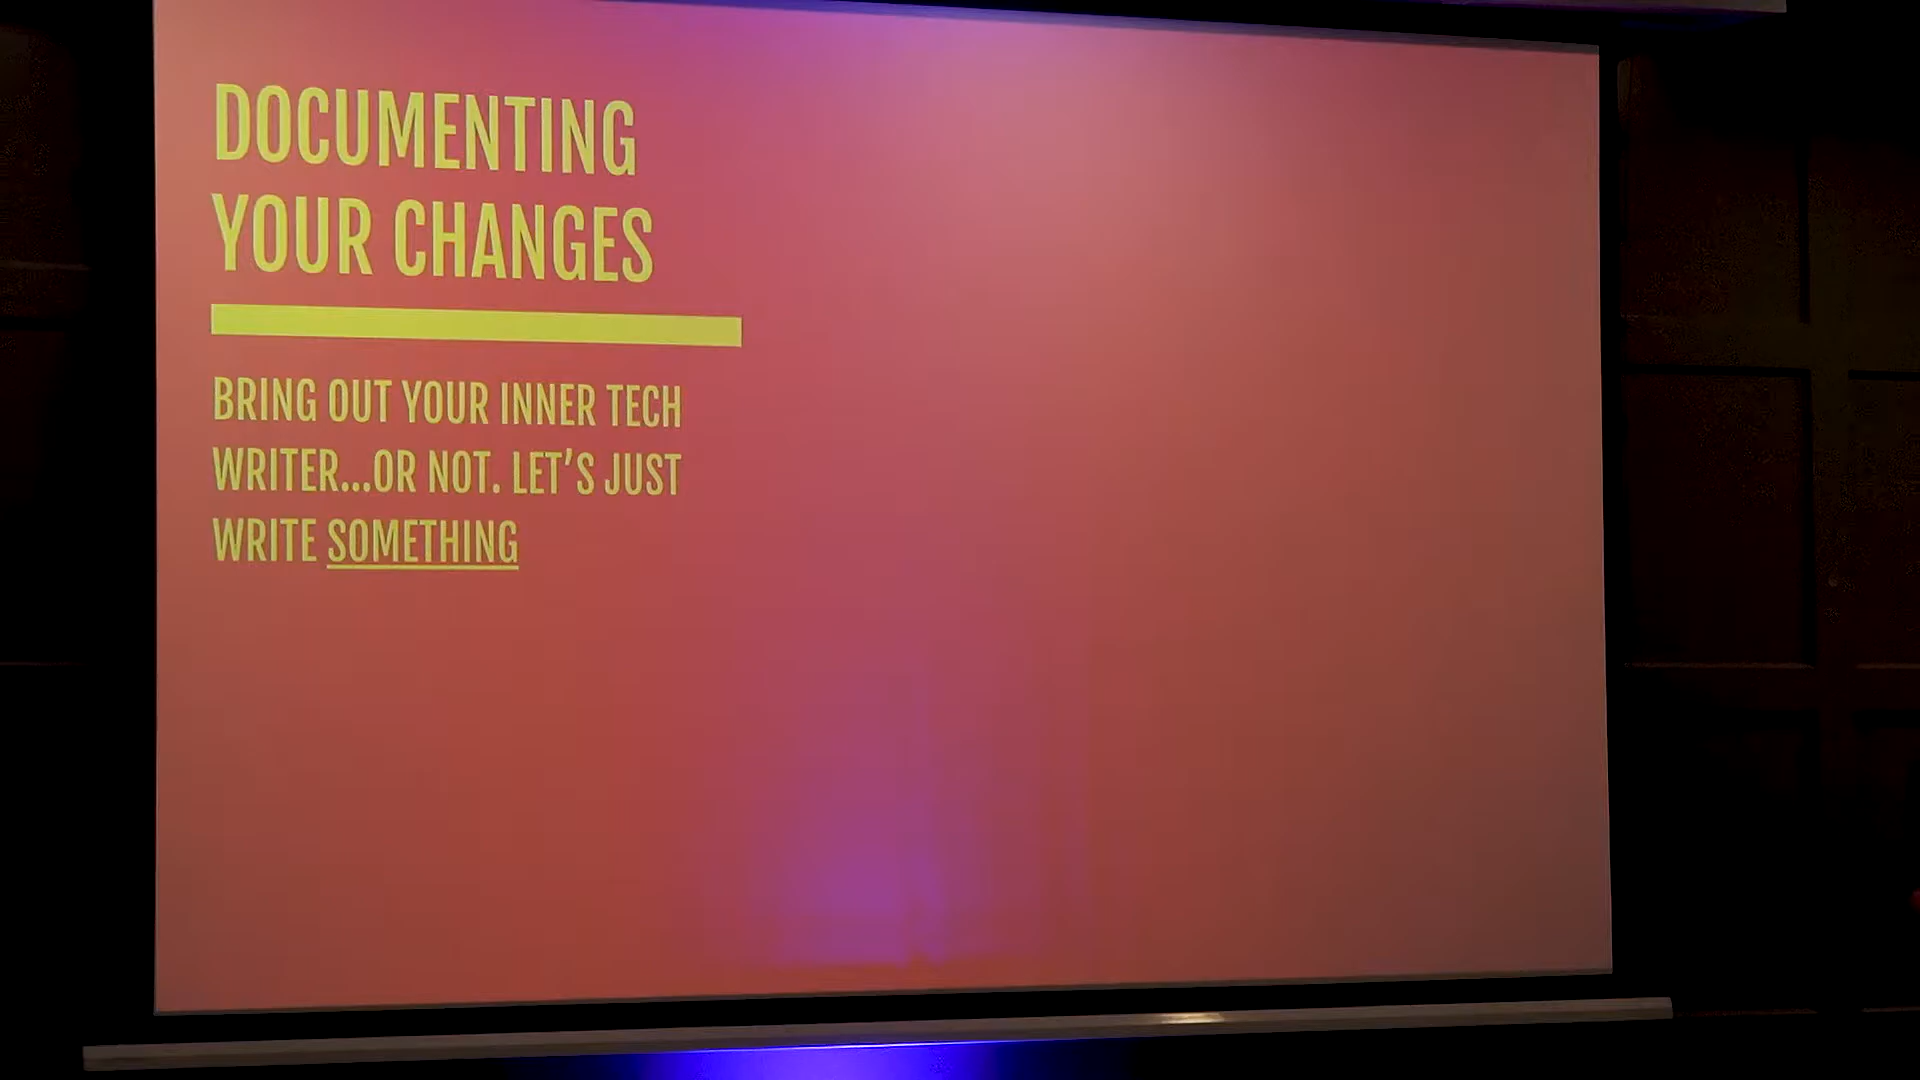 DOCUMENTING
YOUR CHANGES
BRING OUT YOUR INNER TECH
WRITER...OR NOT. LET'S JUST
WRITE SOMETHING